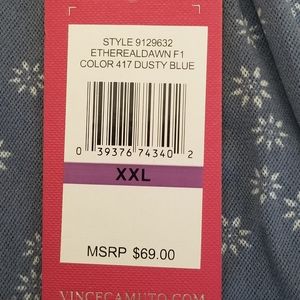 STYLE 9129632
ETHEREALDAWN F1
COLOR 417 DUSTY BLUE
0 39376 74340 2
XXL
MSRP $69.00
VINCECAMUTO.COM